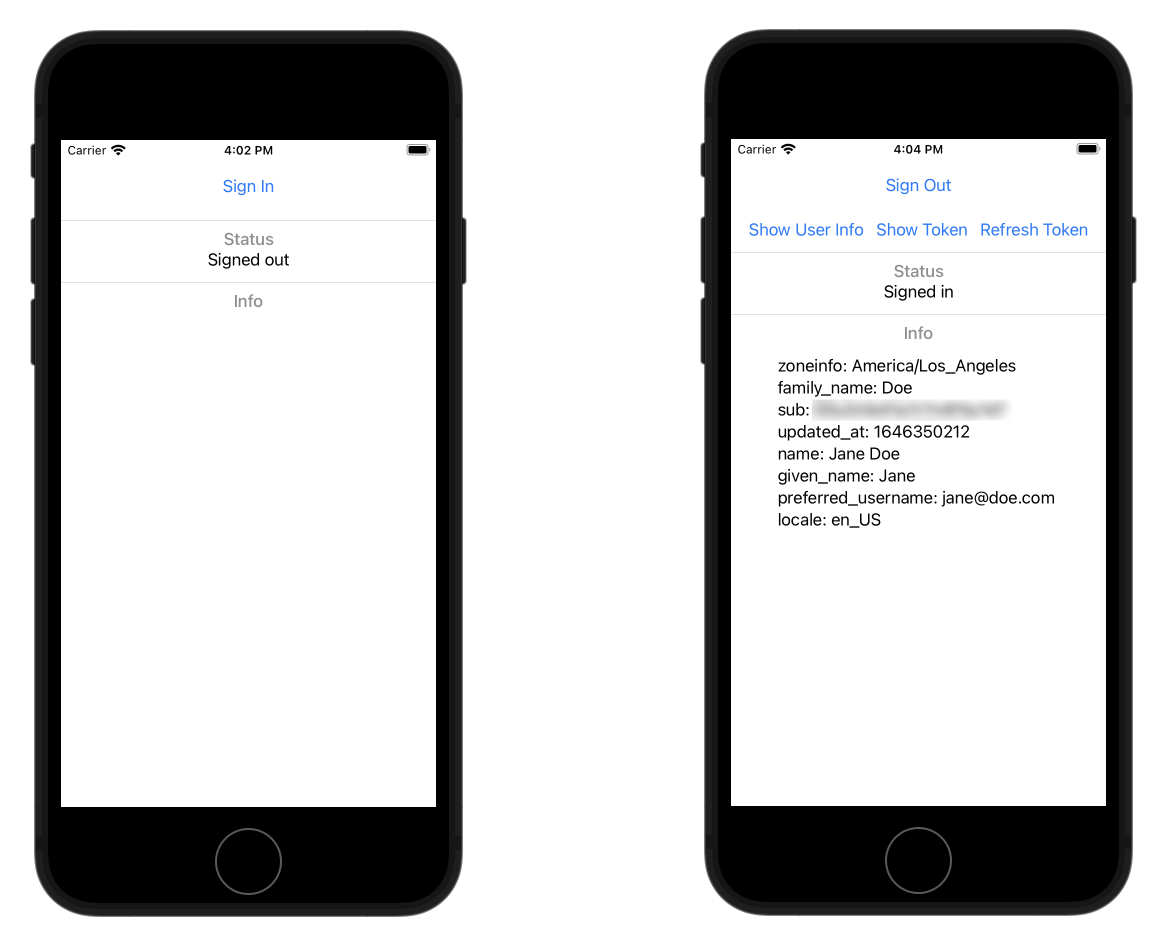 Carrier 4:02 PM
Sign In
Status
Signed out
Info
Carrier 4:04 PM
Sign Out
Show User Info Show Token Refresh Token
Status
Signed in
Info
zoneinfo: America/Los_Angeles
family_name: Doe
sub:
updated_at: 1646350212
name: Jane Doe
given_name: Jane
preferred_username: jane@doe.com
locale: en_US